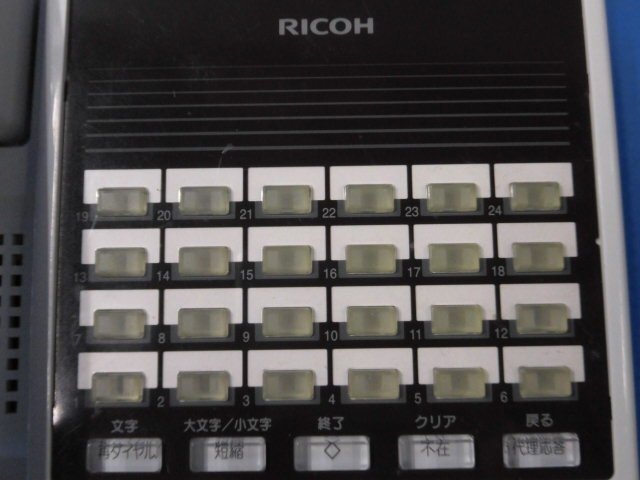 RICOH
19 20 21 22 23 24
13 14 15 16 17 18
7 8 9 10 11 12
1 2 3 4 5 6
文字 大文字/小文字 終了 クリア 戻る
再ダイヤル 短縮 ◇ 不在 代理応答